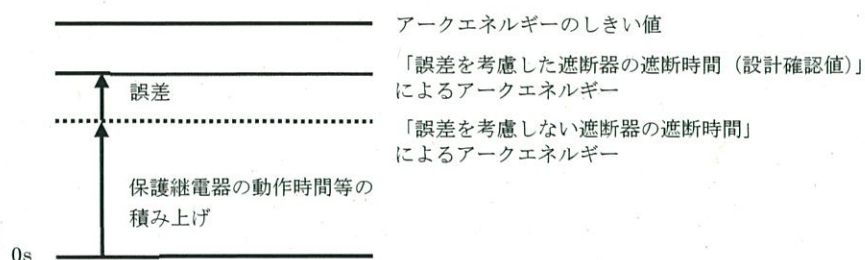 アークエネルギーのしきい値
「誤差を考慮した遮断器の遮断時間（設計確認値）」
によるアークエネルギー
誤差
「誤差を考慮しない遮断器の遮断時間」
によるアークエネルギー
保護継電器の動作時間等の
積み上げ
0s